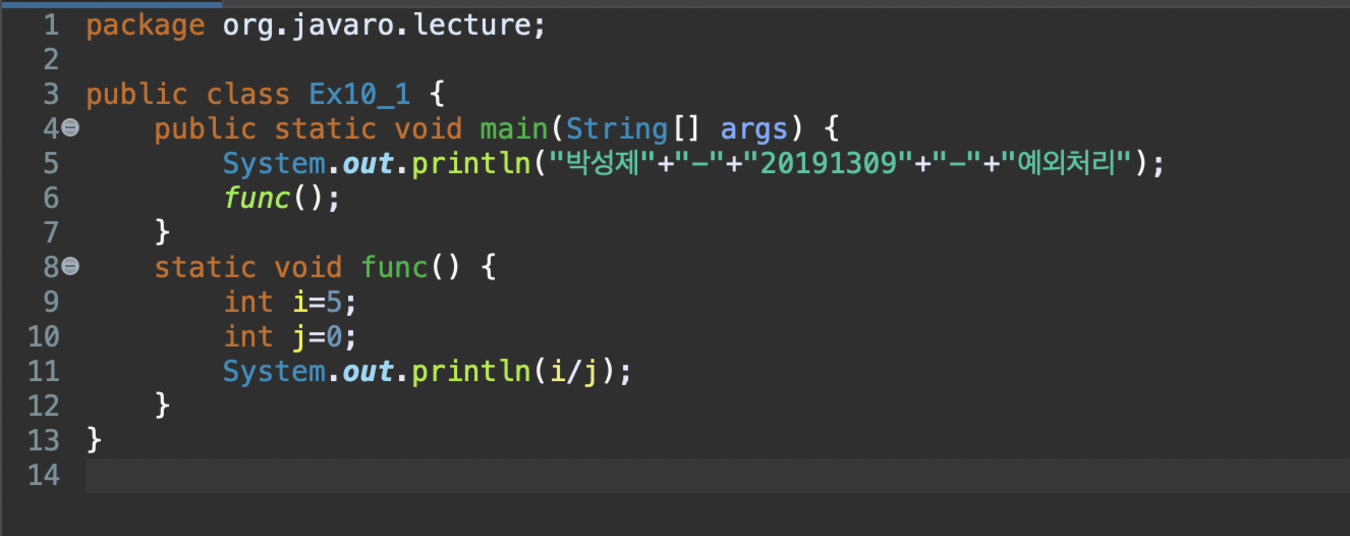 1 package org.javaro.lecture;
2
3 public class Ex10_1 {
4 public static void main(String[] args) {
5 System.out.println("박성제"+"-"+"20191309"+"-"+"예외처리");
6 func();
7 }
8 static void func() {
9 int i=5;
10 int j=0;
11 System.out.println(i/j);
12 }
13 }
14